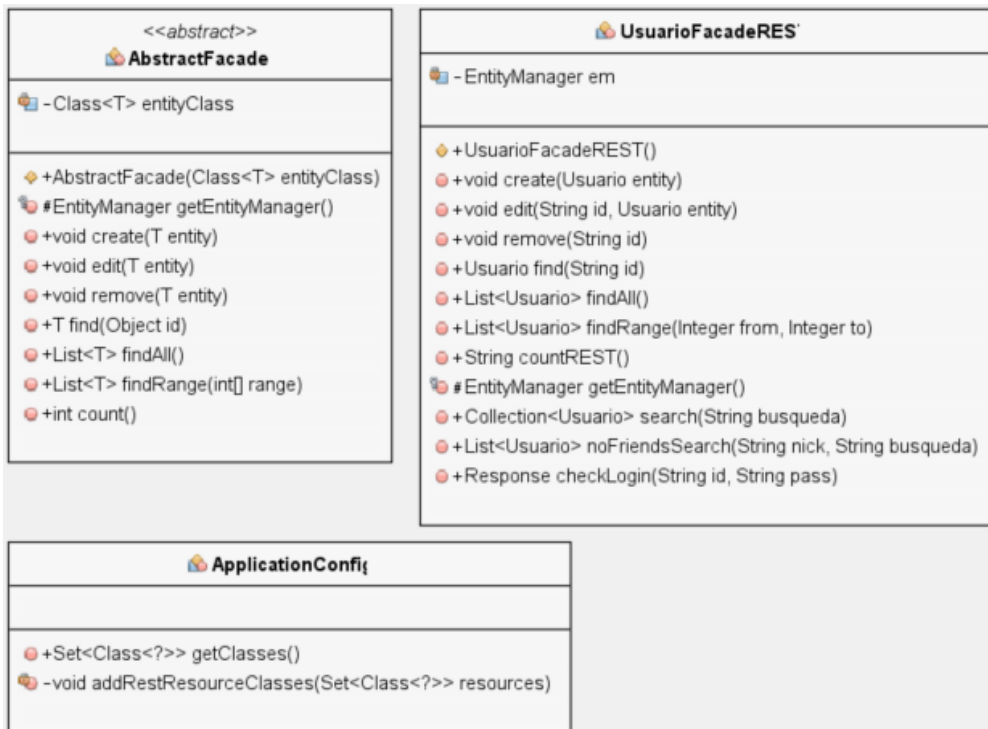 <<abstract>>
AbstractFacade
-Class<T> entityClass
+AbstractFacade(Class<T> entityClass)
#EntityManager getEntityManager()
+void create(T entity)
+void edit(T entity)
+void remove(T entity)
+T find(Object id)
+List<T> findAll()
+List<T> findRange(int[] range)
+int count()
UsuarioFacadeRES
-EntityManager em
+UsuarioFacadeREST()
+void create(Usuario entity)
+void edit(String id, Usuario entity)
+void remove(String id)
+Usuario find(String id)
+List<Usuario> findAll()
+List<Usuario> findRange(Integer from, Integer to)
+String countREST()
#EntityManager getEntityManager()
+Collection<Usuario> search(String busqueda)
+List<Usuario> noFriendsSearch(String nick, String busqueda)
+Response checkLogin(String id, String pass)
ApplicationConfig
+Set<Class<?>> getClasses()
-void addRestResourceClasses(Set<Class<?>> resources)